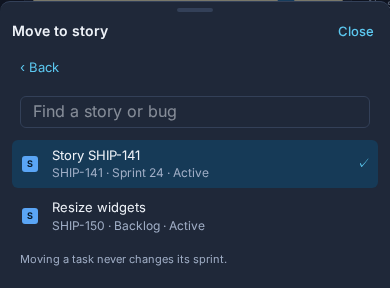 Move to story
Close
‹ Back
Find a story or bug
S
Story SHIP-141
✓
SHIP-141 · Sprint 24 · Active
S
Resize widgets
SHIP-150 · Backlog · Active
Moving a task never changes its sprint.